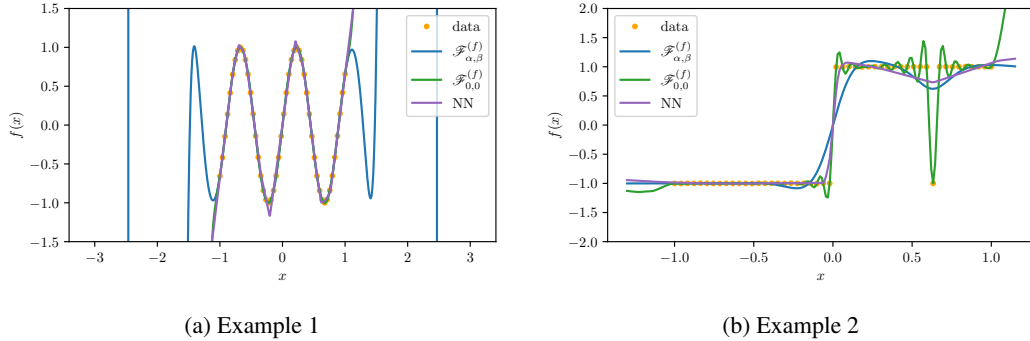 1.5
1.0
0.5
0.0
−0.5
−1.0
−1.5
f(x)
−3 −2 −1 0 1 2 3
x
data
ℱ^{(f)}_{α,β}
ℱ^{(f)}_{0,0}
NN
(a) Example 1
2.0
1.5
1.0
0.5
0.0
−0.5
−1.0
−1.5
−2.0
f(x)
−1.0 −0.5 0.0 0.5 1.0
x
data
ℱ^{(f)}_{α,β}
ℱ^{(f)}_{0,0}
NN
(b) Example 2